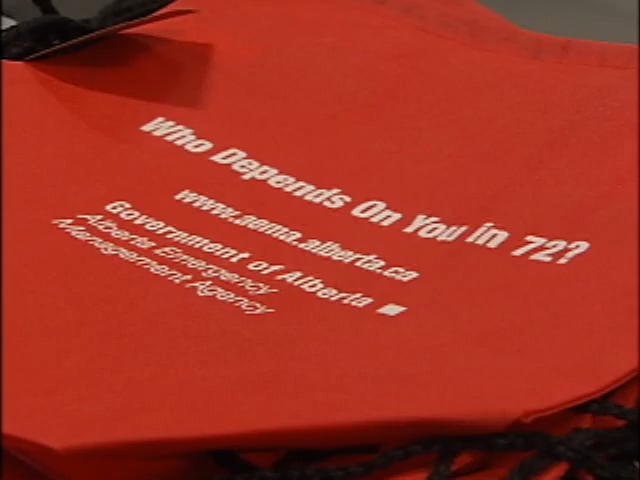 Who Depends On You in 72?
www.aema.alberta.ca
Government of Alberta
Alberta Emergency
Management Agency